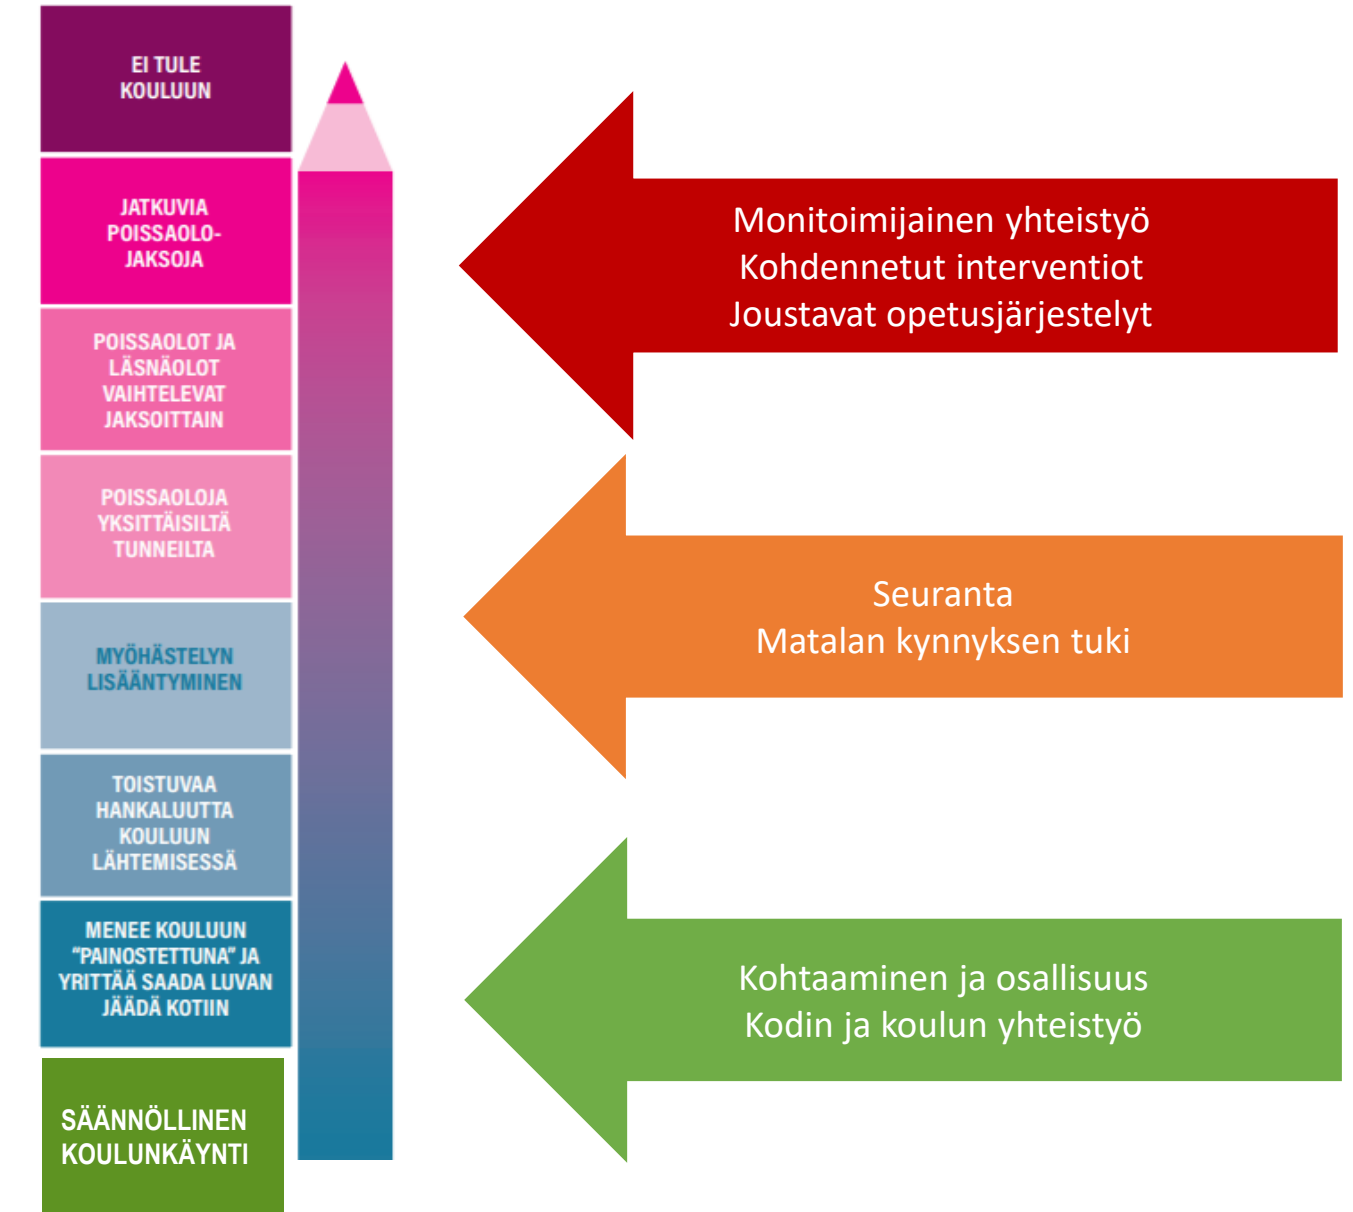 EI TULE
KOULUUN
JATKUVIA
POISSAOLO-
JAKSOJA
POISSAOLOT JA
LÄSNÄOLOT
VAIHTELEVAT
JAKSOITTAIN
POISSAOLOJA
YKSITTÄISILTÄ
TUNNEILTA
MYÖHÄSTELYN
LISÄÄNTYMINEN
TOISTUVAA
HANKALUUTTA
KOULUUN
LÄHTEMISESSÄ
MENEE KOULUUN
"PAINOSTETTUNA" JA
YRITTÄÄ SAADA LUVAN
JÄÄDÄ KOTIIN
SÄÄNNÖLLINEN
KOULUNKÄYNTI
Monitoimijainen yhteistyö
Kohdennetut interventiot
Joustavat opetusjärjestelyt
Seuranta
Matalan kynnyksen tuki
Kohtaaminen ja osallisuus
Kodin ja koulun yhteistyö